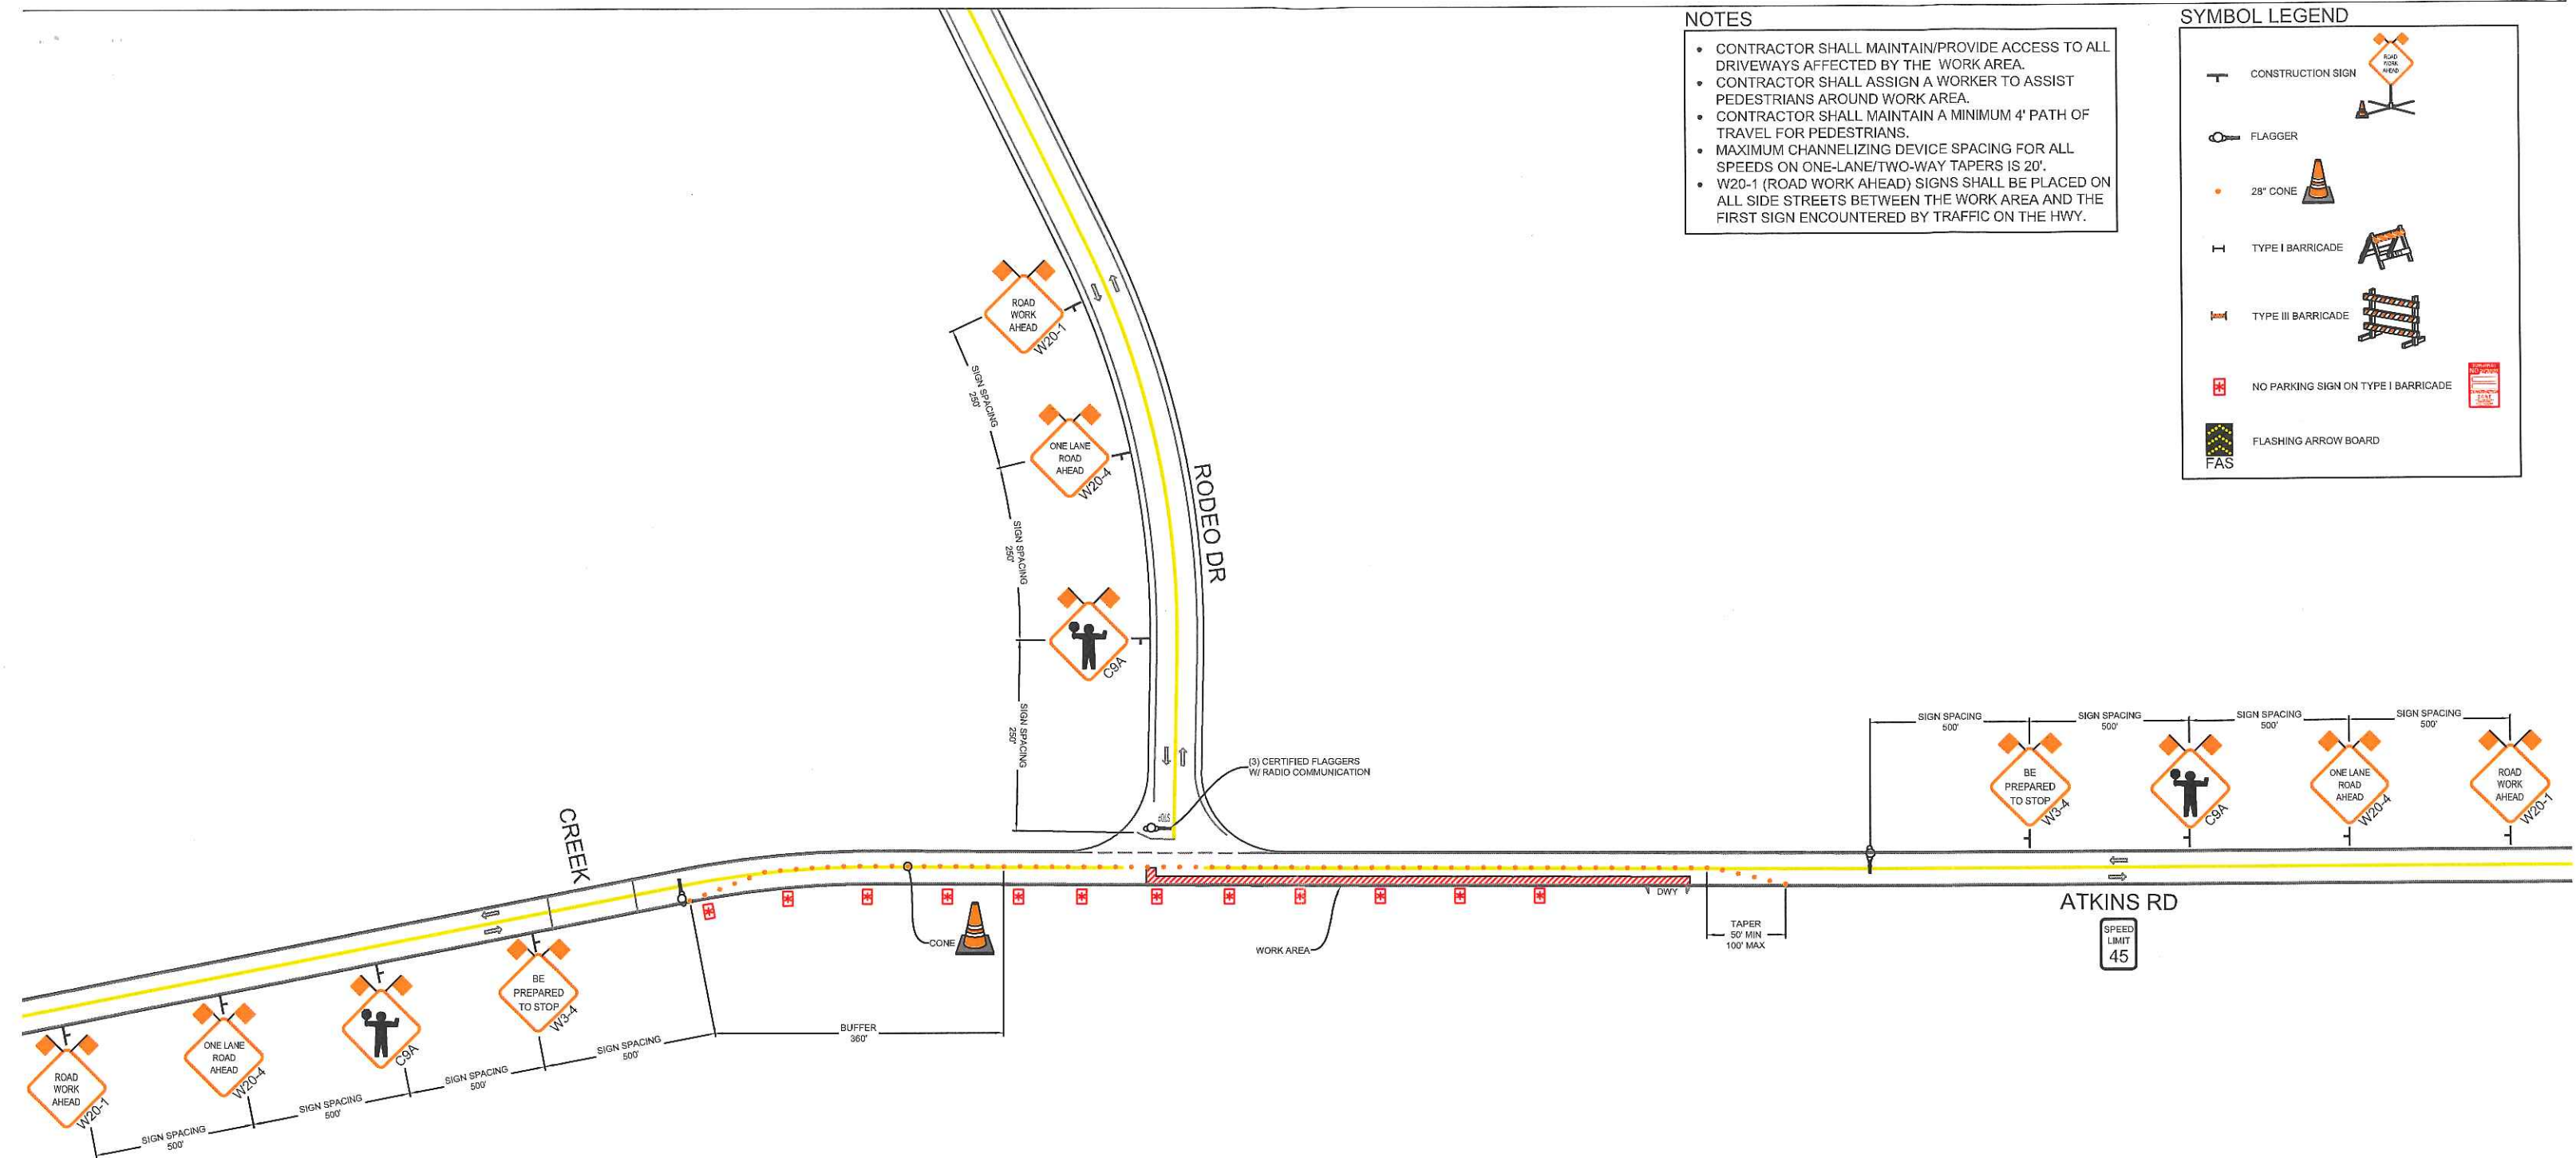 NOTES
• CONTRACTOR SHALL MAINTAIN/PROVIDE ACCESS TO ALL
DRIVEWAYS AFFECTED BY THE WORK AREA.
• CONTRACTOR SHALL ASSIGN A WORKER TO ASSIST
PEDESTRIANS AROUND WORK AREA.
• CONTRACTOR SHALL MAINTAIN A MINIMUM 4' PATH OF
TRAVEL FOR PEDESTRIANS.
• MAXIMUM CHANNELIZING DEVICE SPACING FOR ALL
SPEEDS ON ONE-LANE/TWO-WAY TAPERS IS 20'.
• W20-1 (ROAD WORK AHEAD) SIGNS SHALL BE PLACED ON
ALL SIDE STREETS BETWEEN THE WORK AREA AND THE
FIRST SIGN ENCOUNTERED BY TRAFFIC ON THE HWY.
SYMBOL LEGEND
CONSTRUCTION SIGN
ROAD
WORK
AHEAD
FLAGGER
28" CONE
TYPE I BARRICADE
TYPE III BARRICADE
NO PARKING SIGN ON TYPE I BARRICADE
FLASHING ARROW BOARD
FAS
ROAD
WORK
AHEAD
W20-1
SIGN SPACING
250'
ONE LANE
ROAD
AHEAD
W20-4
SIGN SPACING
250'
C9A
SIGN SPACING
250'
RODEO DR
STOP
(3) CERTIFIED FLAGGERS
W/ RADIO COMMUNICATION
SIGN SPACING
500'
SIGN SPACING
500'
SIGN SPACING
500'
SIGN SPACING
500'
BE
PREPARED
TO STOP
W3-4
C9A
ONE LANE
ROAD
AHEAD
W20-4
ROAD
WORK
AHEAD
W20-1
CREEK
DWY
ATKINS RD
SPEED
LIMIT
45
TAPER
50' MIN
100' MAX
CONE
WORK AREA
BUFFER
360'
BE
PREPARED
TO STOP
W3-4
C9A
ONE LANE
ROAD
AHEAD
W20-4
ROAD
WORK
AHEAD
W20-1
SIGN SPACING
500'
SIGN SPACING
500'
SIGN SPACING
500'
SIGN SPACING
500'